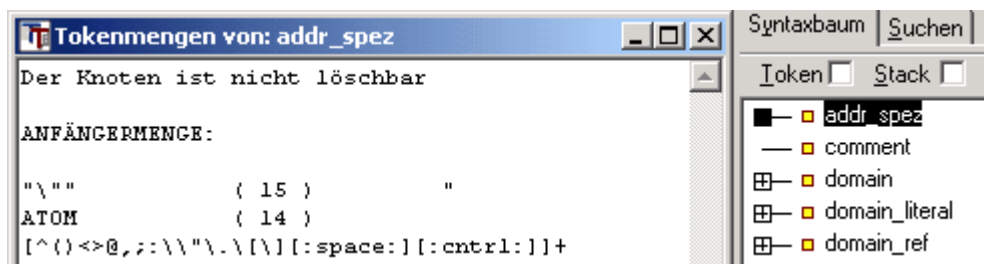 Tokenmengen von: addr_spez
Der Knoten ist nicht löschbar
ANFÄNGERMENGE:
"\"" ( 15 ) "
ATOM ( 14 )
[^()<>@,;:\\"\.\[\][:space:][:cntrl:]]+
Syntaxbaum Suchen
Token Stack
addr_spez
comment
domain
domain_literal
domain_ref